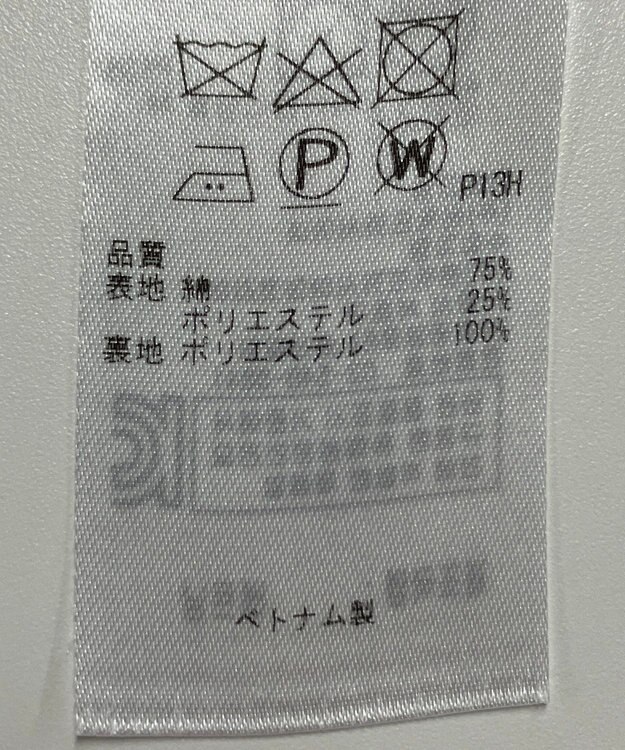 P W P13H
品質
表地 綿 75%
ポリエステル 25%
裏地 ポリエステル 100%
ベトナム製